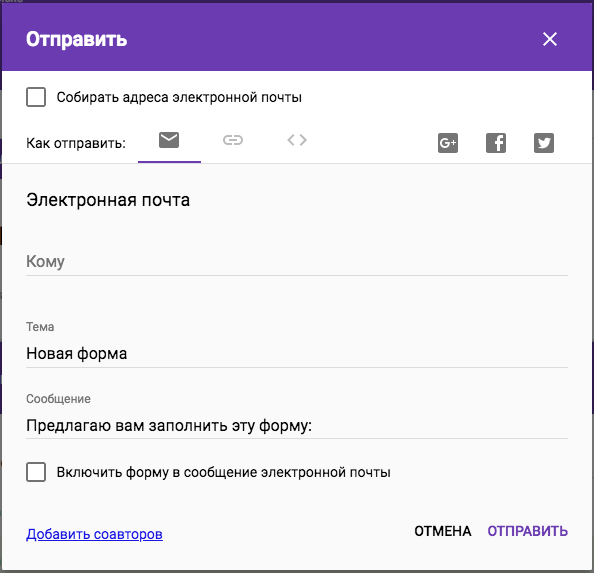 Отправить
Собирать адреса электронной почты
Как отправить:
G+
Электронная почта
Кому
Тема
Новая форма
Сообщение
Предлагаю вам заполнить эту форму:
Включить форму в сообщение электронной почты
Добавить соавторов
ОТМЕНА ОТПРАВИТЬ